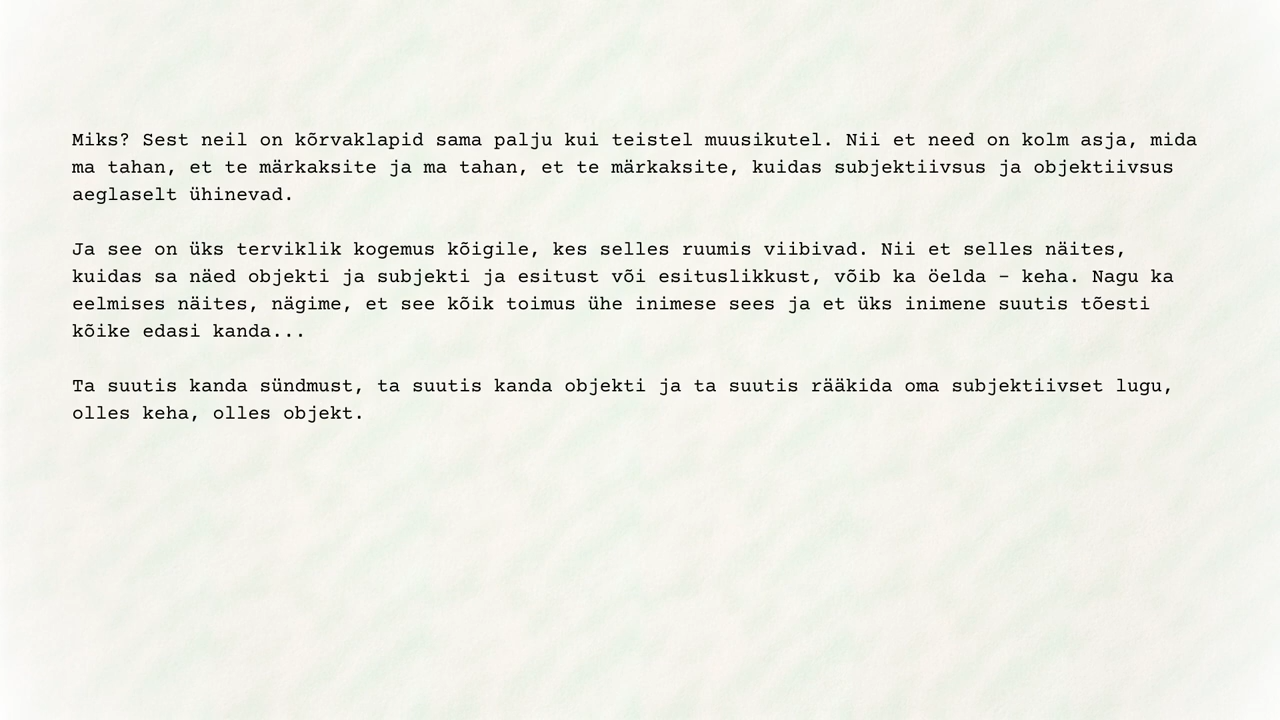 Miks? Sest neil on kõrvaklapid sama palju kui teistel muusikutel. Nii et need on kolm asja, mida
ma tahan, et te märkaksite ja ma tahan, et te märkaksite, kuidas subjektiivsus ja objektiivsus
aeglaselt ühinevad.
Ja see on üks terviklik kogemus kõigile, kes selles ruumis viibivad. Nii et selles näites,
kuidas sa näed objekti ja subjekti ja esitust või esituslikkust, võib ka öelda - keha. Nagu ka
eelmises näites, nägime, et see kõik toimus ühe inimese sees ja et üks inimene suutis tõesti
kõike edasi kanda...
Ta suutis kanda sündmust, ta suutis kanda objekti ja ta suutis rääkida oma subjektiivset lugu,
olles keha, olles objekt.